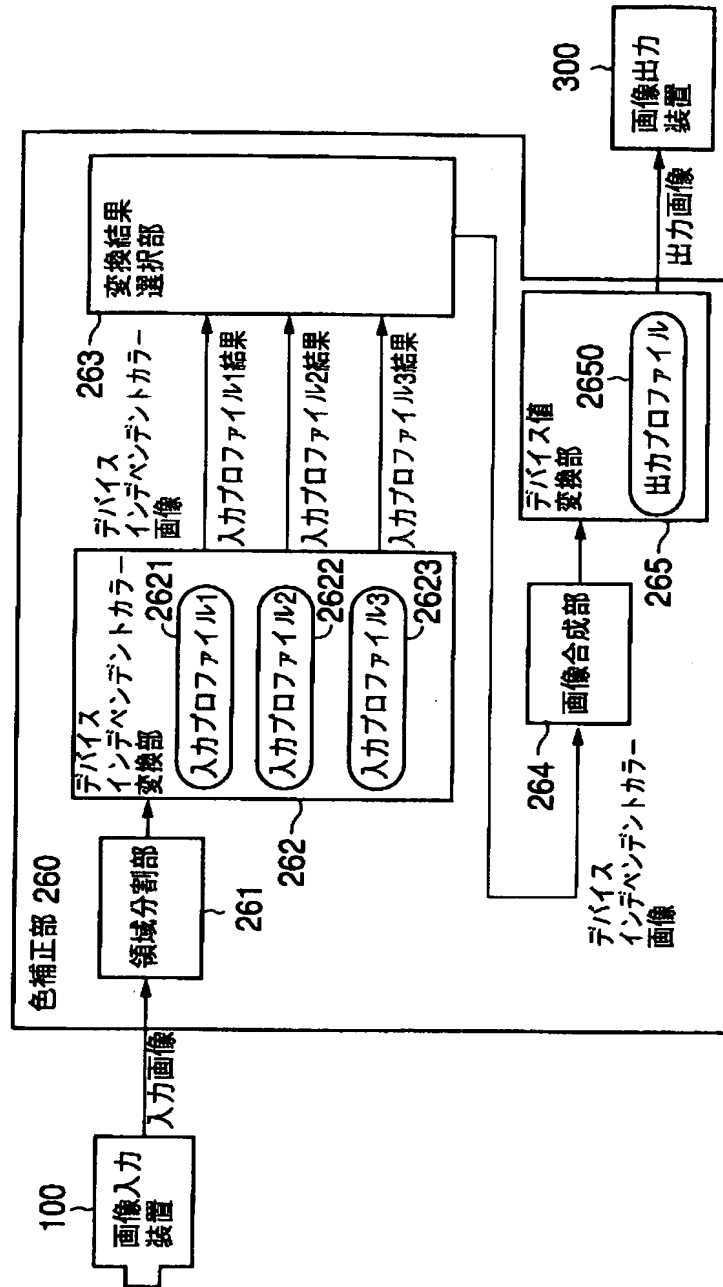 100
画像入力
装置
入力画像
色補正部 260
領域分割部
261
デバイス
インデペンデントカラー
変換部
入力プロファイル1
2621
入力プロファイル2
2622
入力プロファイル3
2623
262
デバイス
インデペンデントカラー
画像
入力プロファイル1結果
入力プロファイル2結果
入力プロファイル3結果
263
変換結果
選択部
デバイス
インデペンデントカラー
画像
264
画像合成部
デバイス値
変換部
2650
出力プロファイル
265
出力画像
300
画像出力
装置